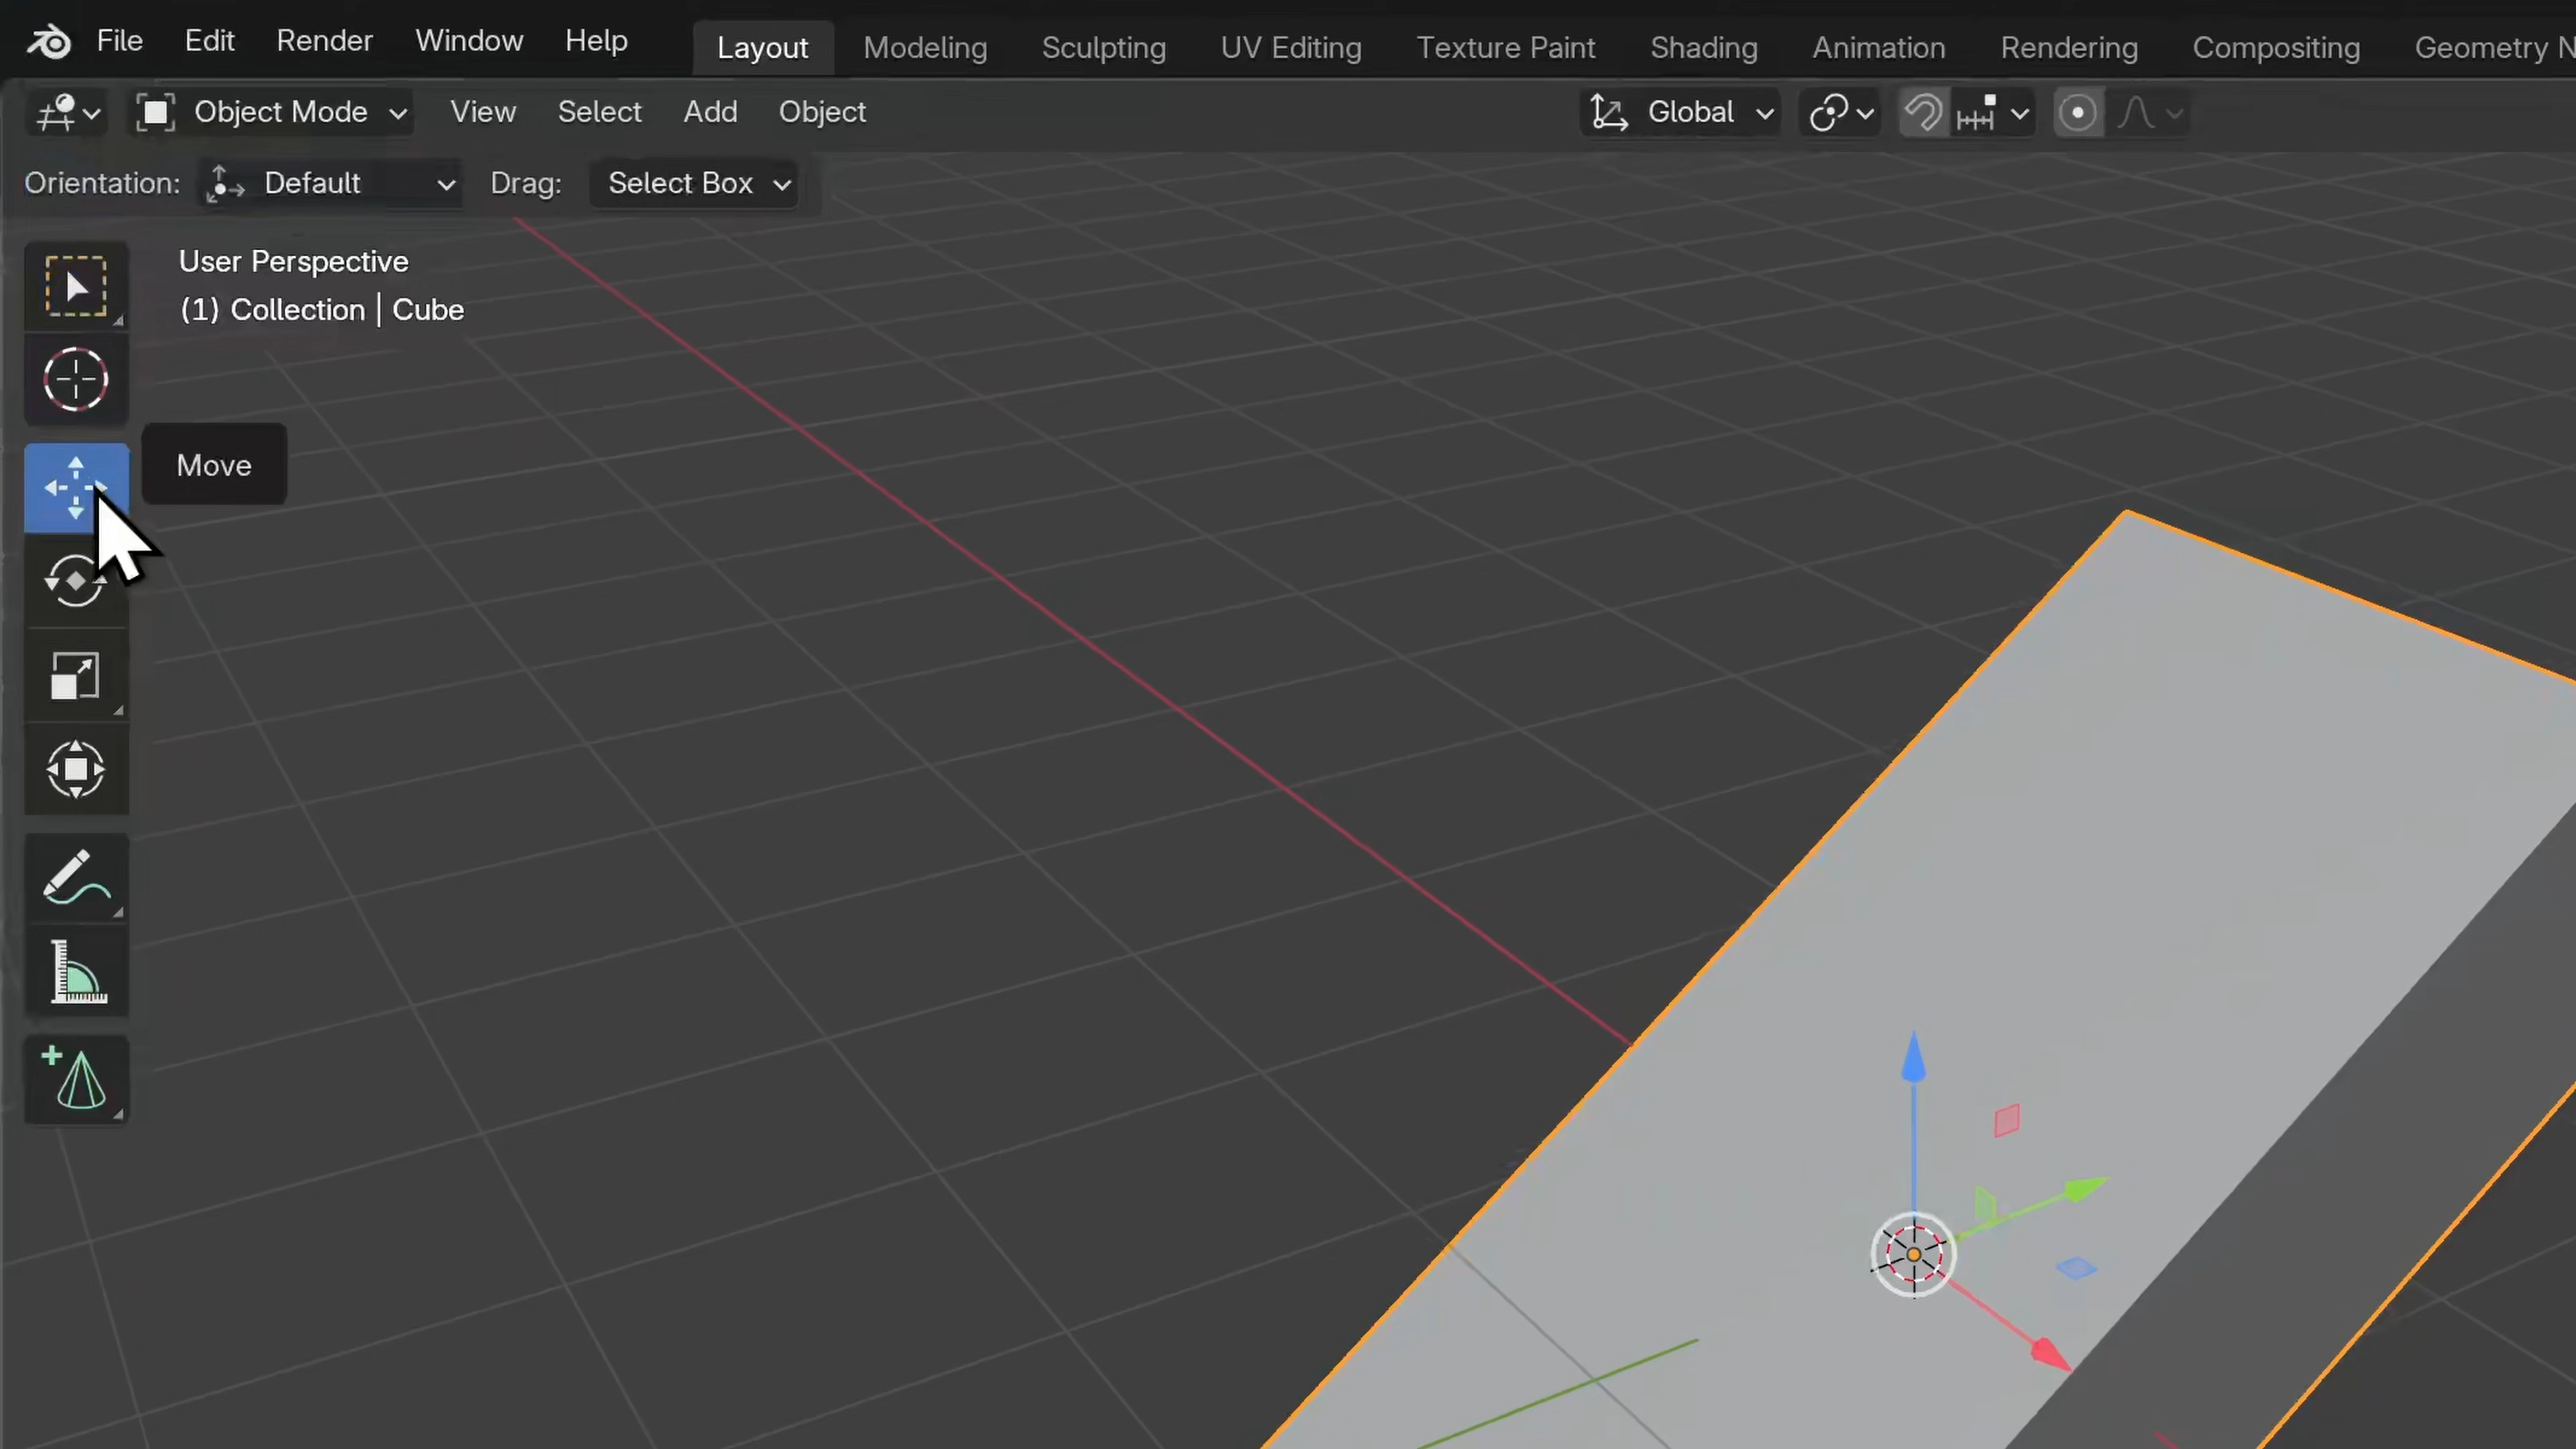 File Edit Render Window Help Layout Modeling Sculpting UV Editing Texture Paint Shading Animation Rendering Compositing Geometry N
Object Mode View Select Add Object Global
Orientation: Default Drag: Select Box
User Perspective
(1) Collection | Cube
Move